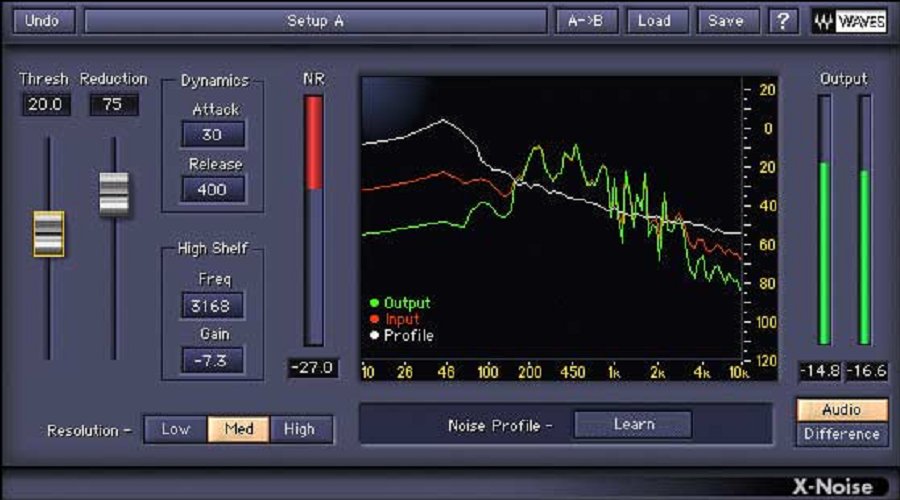 Undo Setup A A->B Load Save ? WAVES
Thresh Reduction Dynamics NR Output
20.0 75
Attack
30
Release
400
High Shelf
Freq
3168
Gain
-7.3
-27.0
20
0
20
40
60
80
100
120
Output
Input
Profile
10 26 46 100 200 450 1k 2k 4k 10k
-14.8 -16.6
Resolution - Low Med High
Noise Profile - Learn
Audio
Difference
X-Noise